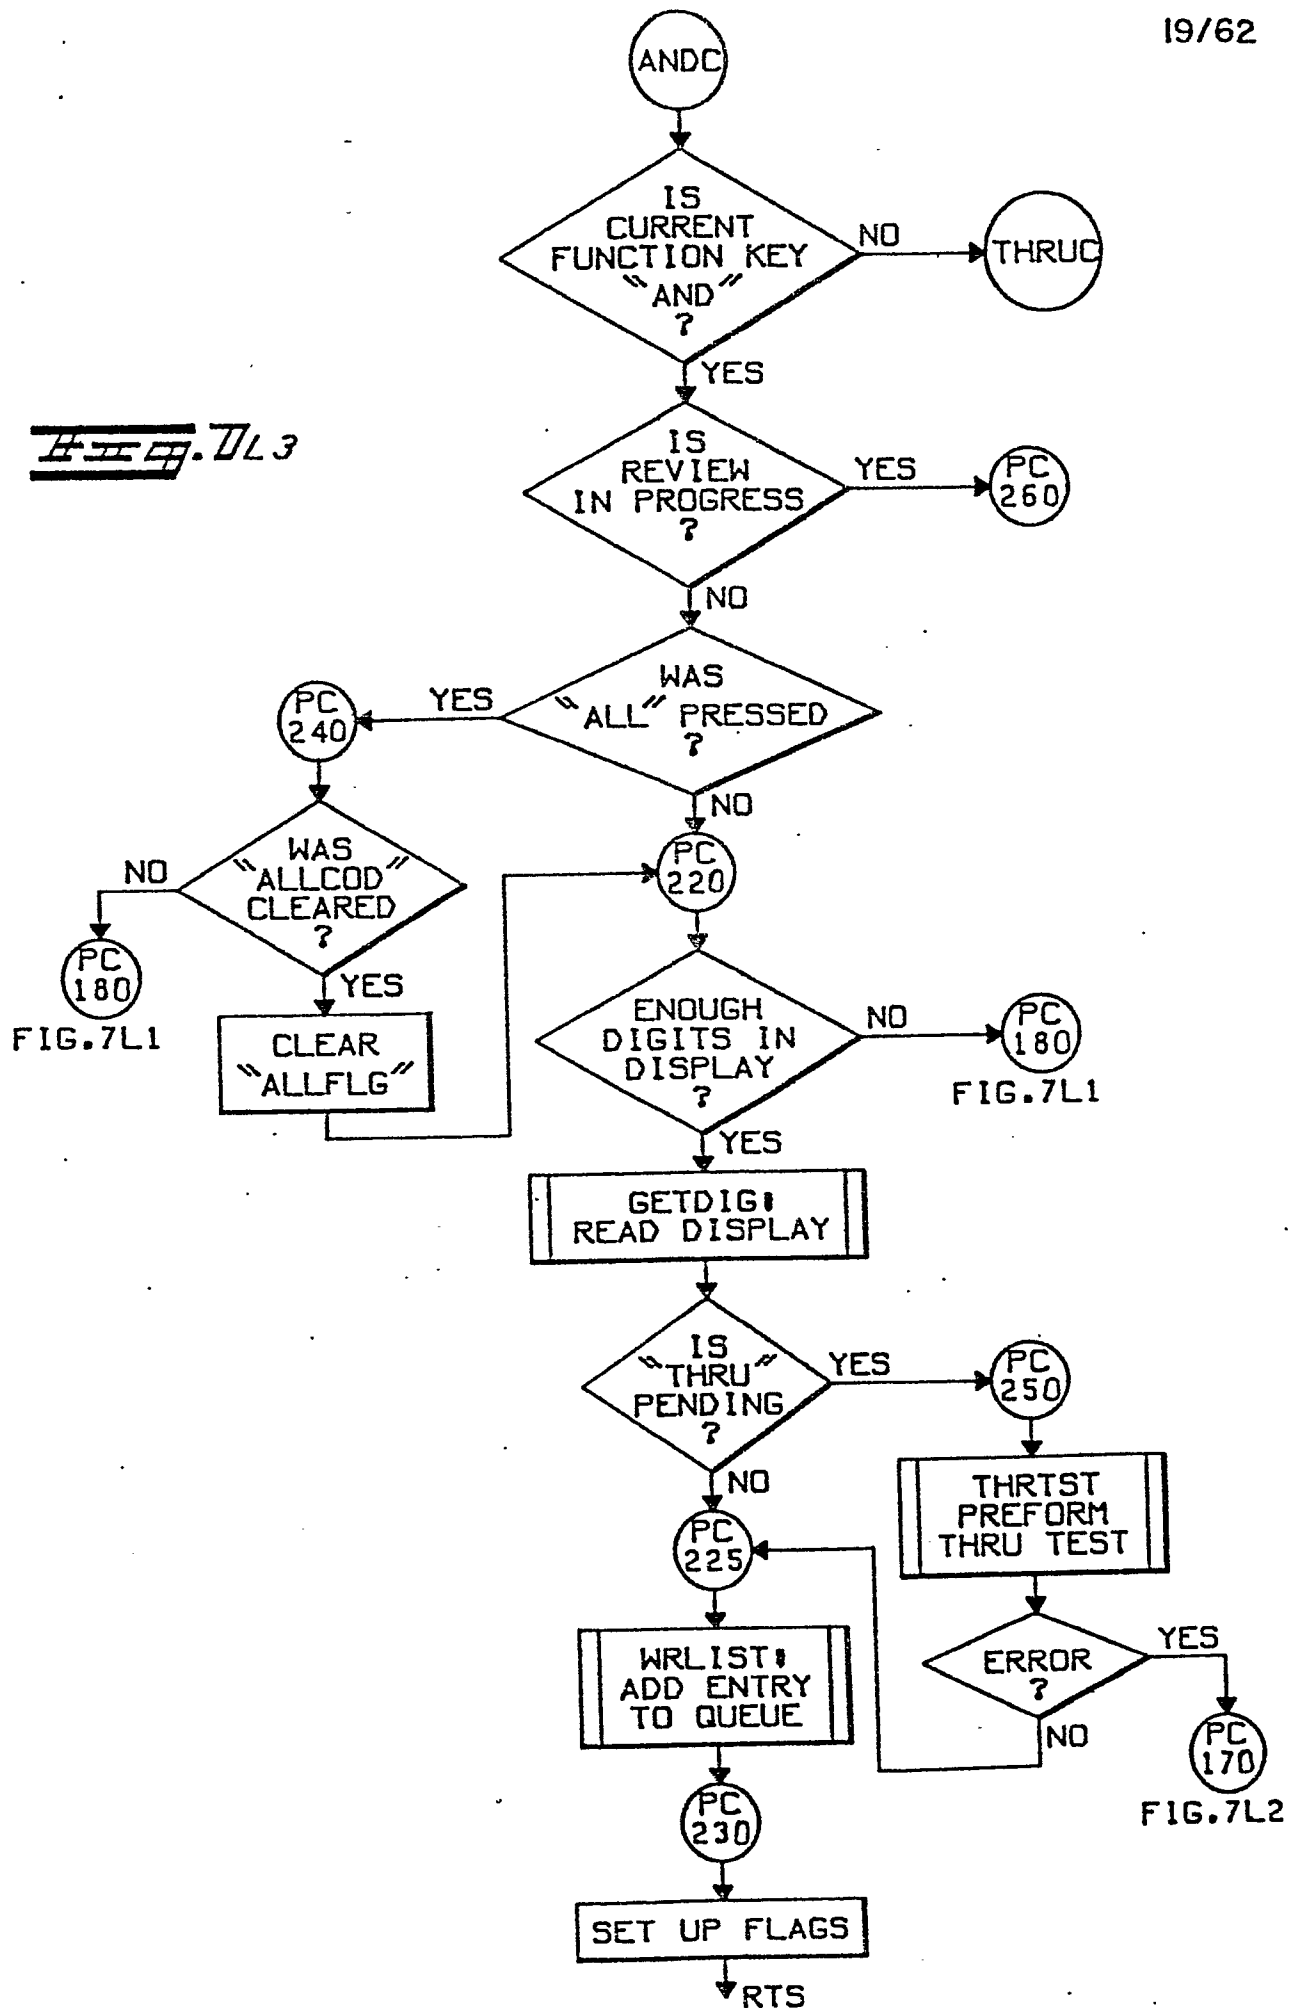 19/62
ANDC
IS
CURRENT
FUNCTION KEY
"AND"
?
NO
THRUC
YES
Fig. 7L3
IS
REVIEW
IN PROGRESS
?
YES
PC
260
NO
WAS
"ALL" PRESSED
?
YES
PC
240
NO
WAS
"ALLCOD"
CLEARED
?
NO
PC
180
FIG.7L1
YES
CLEAR
"ALLFLG"
PC
220
ENOUGH
DIGITS IN
DISPLAY
?
NO
PC
180
FIG.7L1
YES
GETDIG:
READ DISPLAY
IS
"THRU"
PENDING
?
YES
PC
250
NO
THRTST
PREFORM
THRU TEST
PC
225
ERROR
?
YES
PC
170
FIG.7L2
NO
WRLIST:
ADD ENTRY
TO QUEUE
PC
230
SET UP FLAGS
RTS